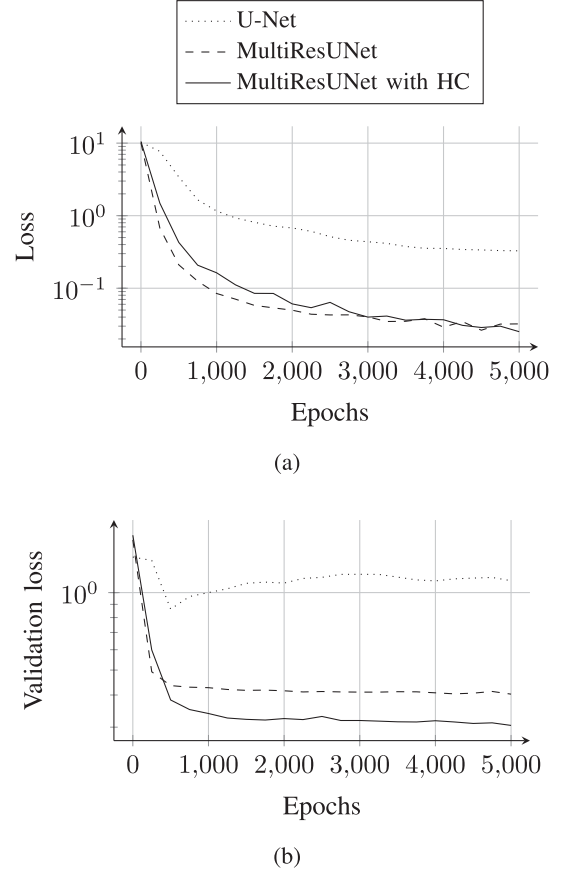 U-Net
MultiResUNet
MultiResUNet with HC
10^1
10^0
10^−1
Loss
0 1,000 2,000 3,000 4,000 5,000
Epochs
(a)
10^0
Validation loss
0 1,000 2,000 3,000 4,000 5,000
Epochs
(b)